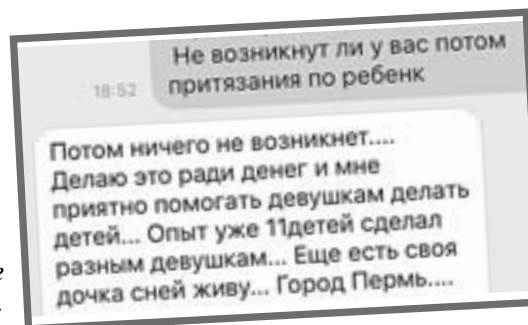 Не возникнут ли у вас потом
притязания по ребенк
18:52
Потом ничего не возникнет....
Делаю это ради денег и мне
приятно помогать девушкам делать
детей... Опыт уже 11детей сделал
разным девушкам... Еще есть своя
дочка сней живу... Город Пермь....
е
.